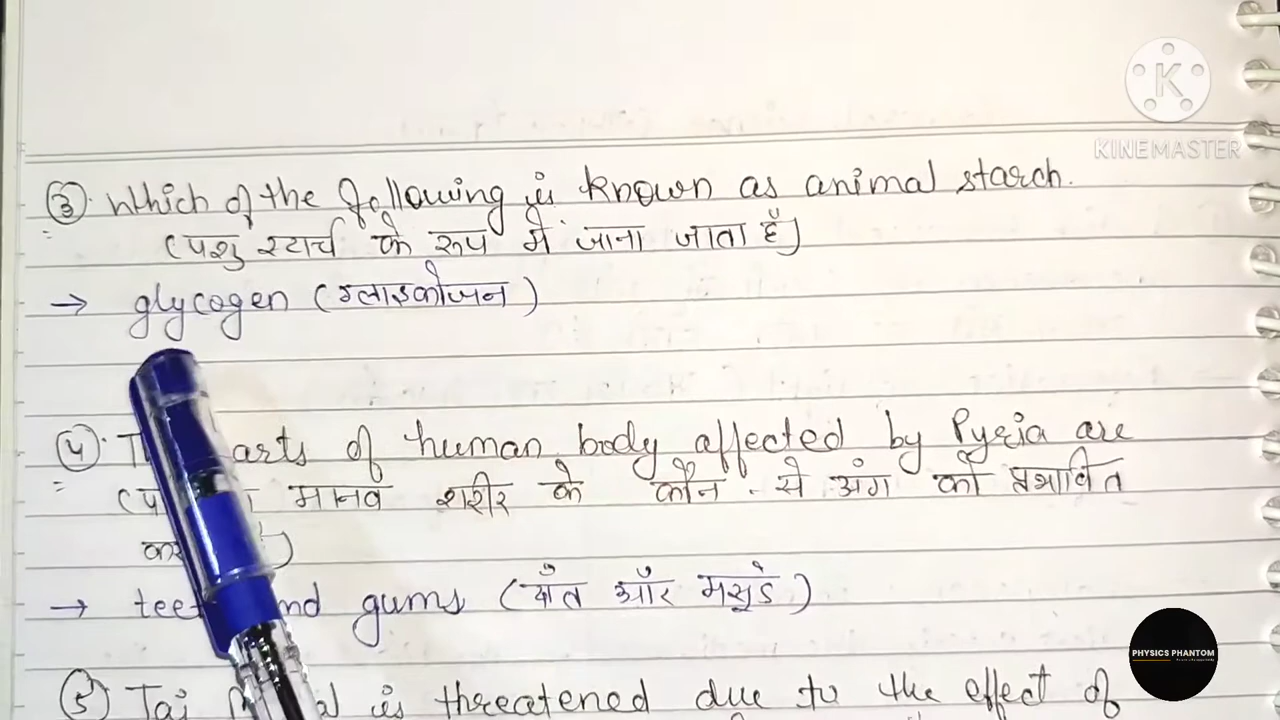 K
KINEMASTER
③. Which of the following is known as animal starch.
(पशु स्टार्च के रूप में जाना जाता है)
→ glycogen (ग्लाइकोजन)
④. arts of human body affected by Pyria are
मानव शरीर के कौन-से अंग को प्रभावित
→ teet nd gums (दाँत और मसूडे)
PHYSICS PHANTOM
⑤ Taj l is threatened due to the effect of